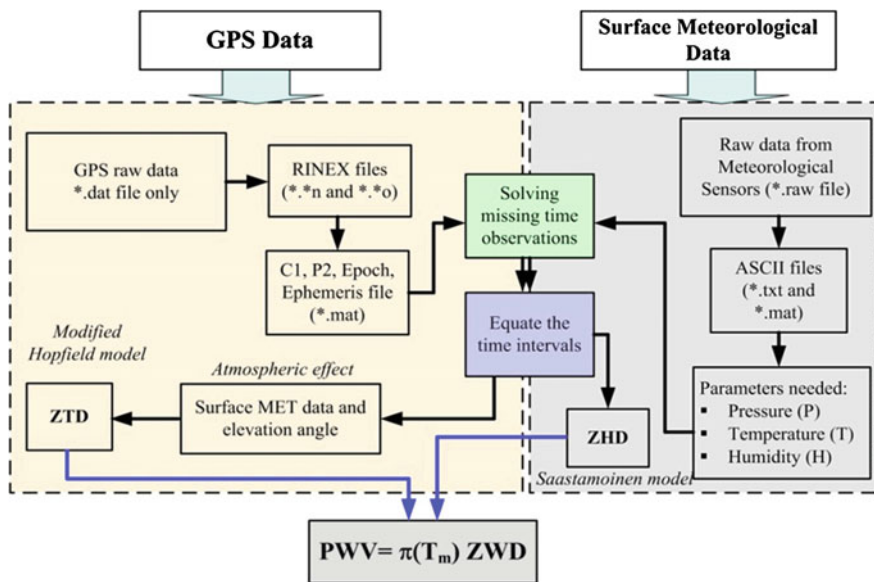 GPS Data
Surface Meteorological
Data
GPS raw data
*.dat file only
RINEX files
(*.*n and *.*o)
C1, P2, Epoch,
Ephemeris file
(*.mat)
Solving
missing time
observations
Equate the
time intervals
Raw data from
Meteorological
Sensors (*.raw file)
ASCII files
(*.txt and
*.mat)
Parameters needed:
▪ Pressure (P)
▪ Temperature (T)
▪ Humidity (H)
Modified
Hopfield model
ZTD
Atmospheric effect
Surface MET data and
elevation angle
ZHD
Saastamoinen model
PWV= π(Tm) ZWD